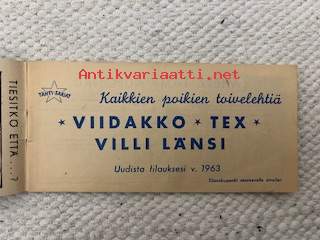 Antikvariaatti.net
TIESITKÖ ETTÄ ...?
TÄHTI-SARJAT
Kaikkien poikien toivelehtiä
* VIIDAKKO * TEX *
VILLI LÄNSI
Uudista tilauksesi v. 1963